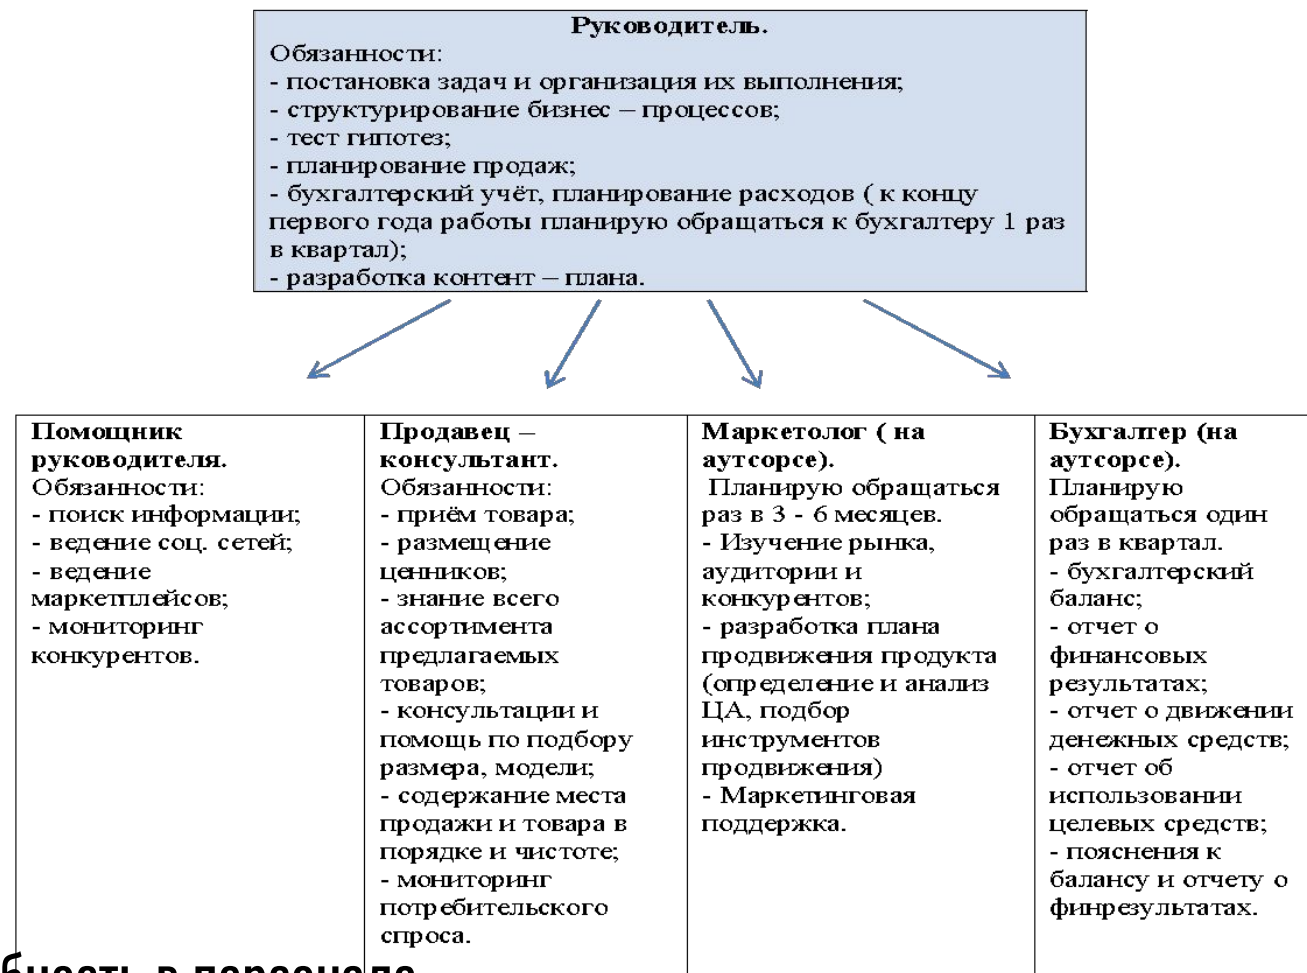 Руководитель.
Обязанности:
- постановка задач и организация их выполнения;
- структурирование бизнес – процессов;
- тест гипотез;
- планирование продаж;
- бухгалтерский учёт, планирование расходов ( к концу
первого года работы планирую обращаться к бухгалтеру 1 раз
в квартал);
- разработка контент – плана.
Помощник
руководителя.
Обязанности:
- поиск информации;
- ведение соц. сетей;
- ведение
маркетплейсов;
- мониторинг
конкурентов.
Продавец –
консультант.
Обязанности:
- приём товара;
- размещение
ценников;
- знание всего
ассортимента
предлагаемых
товаров;
- консультации и
помощь по подбору
размера, модели;
- содержание места
продажи и товара в
порядке и чистоте;
- мониторинг
потребительского
спроса.
Маркетолог ( на
аутсорсе).
Планирую обращаться
раз в 3 - 6 месяцев.
- Изучение рынка,
аудитории и
конкурентов;
- разработка плана
продвижения продукта
(определение и анализ
ЦА, подбор
инструментов
продвижения)
- Маркетинговая
поддержка.
Бухгалтер (на
аутсорсе).
Планирую
обращаться один
раз в квартал.
- бухгалтерский
баланс;
- отчет о
финансовых
результатах;
- отчет о движении
денежных средств;
- отчет об
использовании
целевых средств;
- пояснения к
балансу и отчету о
финрезультатах.